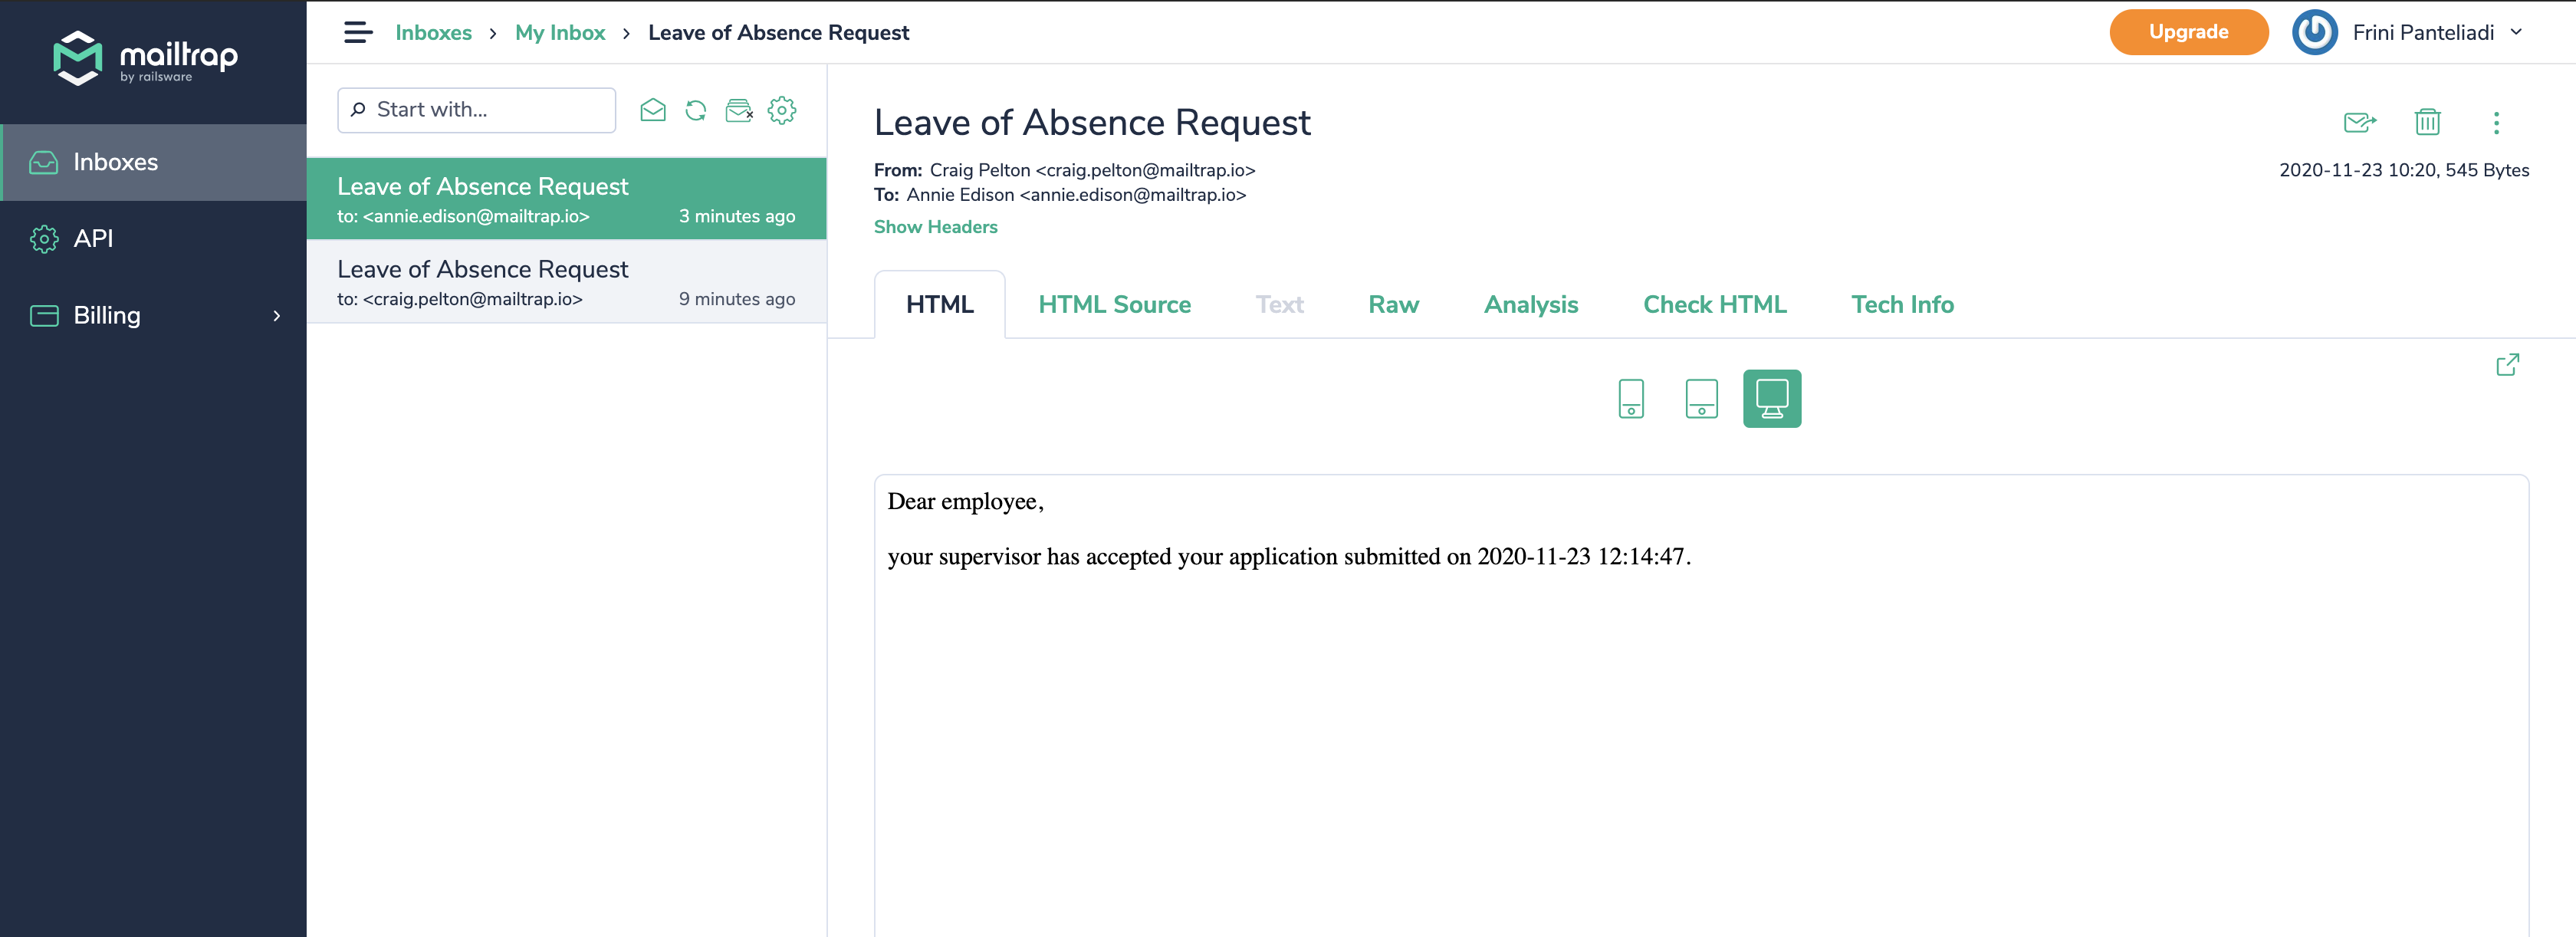 mailtrap
by railsware
Inboxes
API
Billing
Inboxes > My Inbox > Leave of Absence Request
Upgrade
Frini Panteliadi
Start with...
Leave of Absence Request
to: <annie.edison@mailtrap.io> 3 minutes ago
Leave of Absence Request
to: <craig.pelton@mailtrap.io> 9 minutes ago
Leave of Absence Request
From: Craig Pelton <craig.pelton@mailtrap.io>
2020-11-23 10:20, 545 Bytes
To: Annie Edison <annie.edison@mailtrap.io>
Show Headers
HTML HTML Source Text Raw Analysis Check HTML Tech Info
Dear employee,
your supervisor has accepted your application submitted on 2020-11-23 12:14:47.